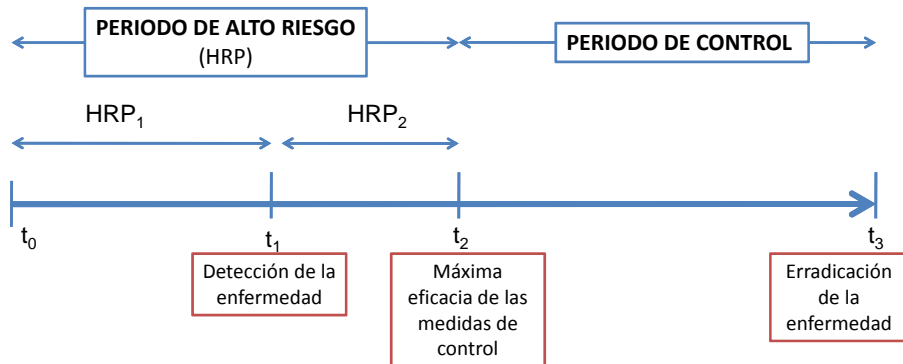 PERIODO DE ALTO RIESGO
(HRP)
PERIODO DE CONTROL
HRP₁
HRP₂
t₀
t₁
t₂
t₃
Detección de la
enfermedad
Máxima
eficacia de las
medidas de
control
Erradicación
de la
enfermedad